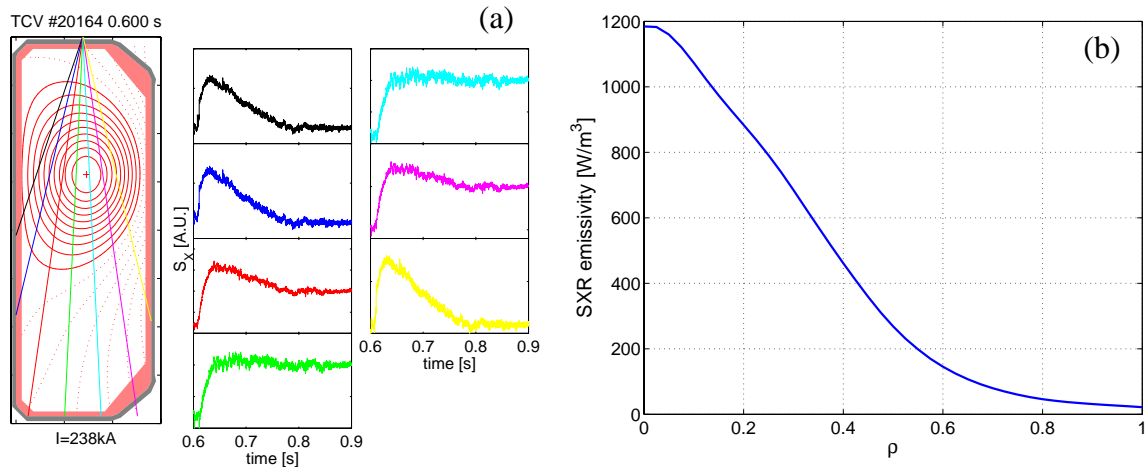 TCV #20164 0.600 s
(a)
I=238kA
S_X [A.U.]
0.6 0.7 0.8 0.9
time [s]
0.6 0.7 0.8 0.9
time [s]
(b)
1200
1000
800
600
400
200
0
SXR emissivity [W/m³]
0 0.2 0.4 0.6 0.8 1
ρ